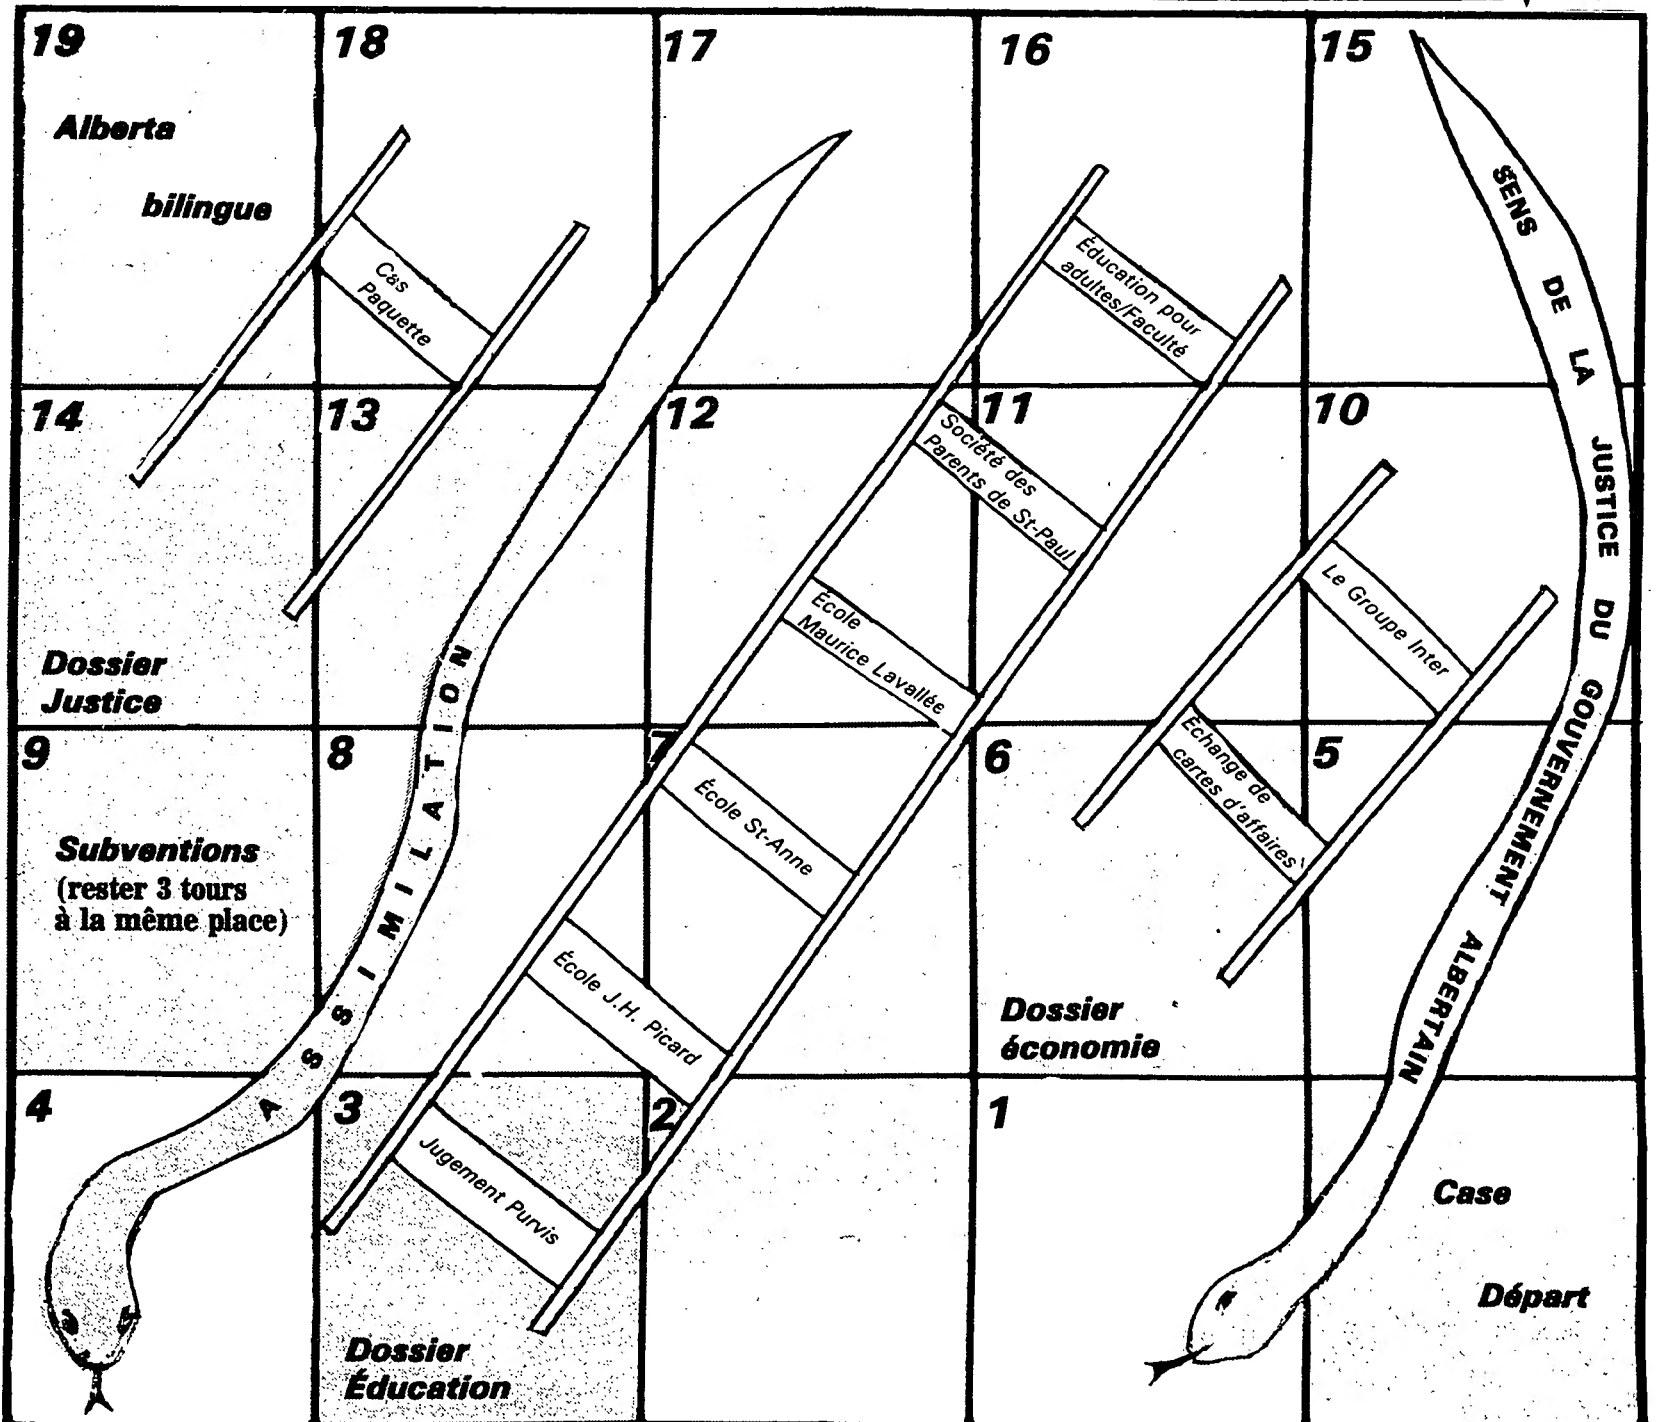 19
18
17
16
15
Alberta
bilingue
Cas
Paquette
Éducation pour
adultes/Faculté
SENS DE LA JUSTICE DU GOUVERNEMENT ALBERTAIN
14
13
12
11
10
Société des
Parents de St-Paul
École
Maurice Lavallée
Le Groupe Inter
Dossier
Justice
ASSIMILATION
9
8
7
6
5
École St-Anne
Échange de
cartes d'affaires
Subventions
(rester 3 tours
à la même place)
École J.H. Picard
Dossier
économie
4
3
2
1
Jugement Purvis
Case
Départ
Dossier
Éducation